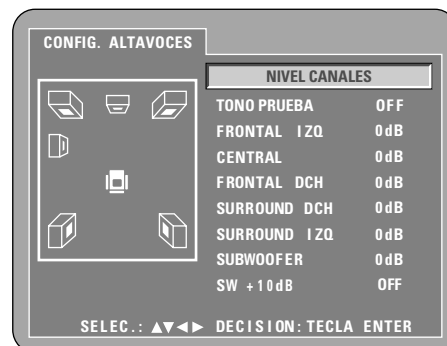 CONFIG. ALTAVOCES
NIVEL CANALES
TONO PRUEBA OFF
FRONTAL IZQ 0dB
CENTRAL 0dB
FRONTAL DCH 0dB
SURROUND DCH 0dB
SURROUND IZQ 0dB
SUBWOOFER 0dB
SW +10dB OFF
SELEC.: ▲▼◄► DECISION: TECLA ENTER